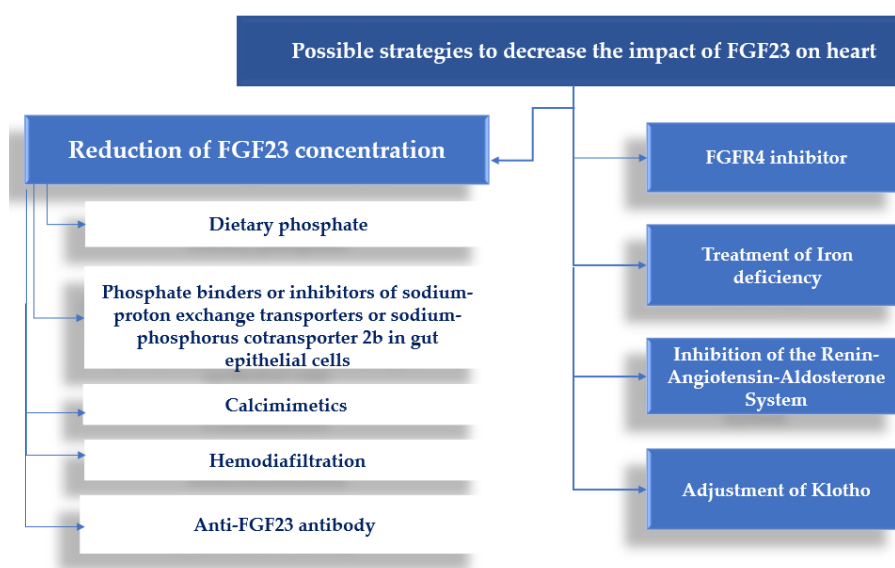 Possible strategies to decrease the impact of FGF23 on heart
Reduction of FGF23 concentration
Dietary phosphate
Phosphate binders or inhibitors of sodium-
proton exchange transporters or sodium-
phosphorus cotransporter 2b in gut
epithelial cells
Calcimimetics
Hemodiafiltration
Anti-FGF23 antibody
FGFR4 inhibitor
Treatment of Iron
deficiency
Inhibition of the Renin-
Angiotensin-Aldosterone
System
Adjustment of Klotho